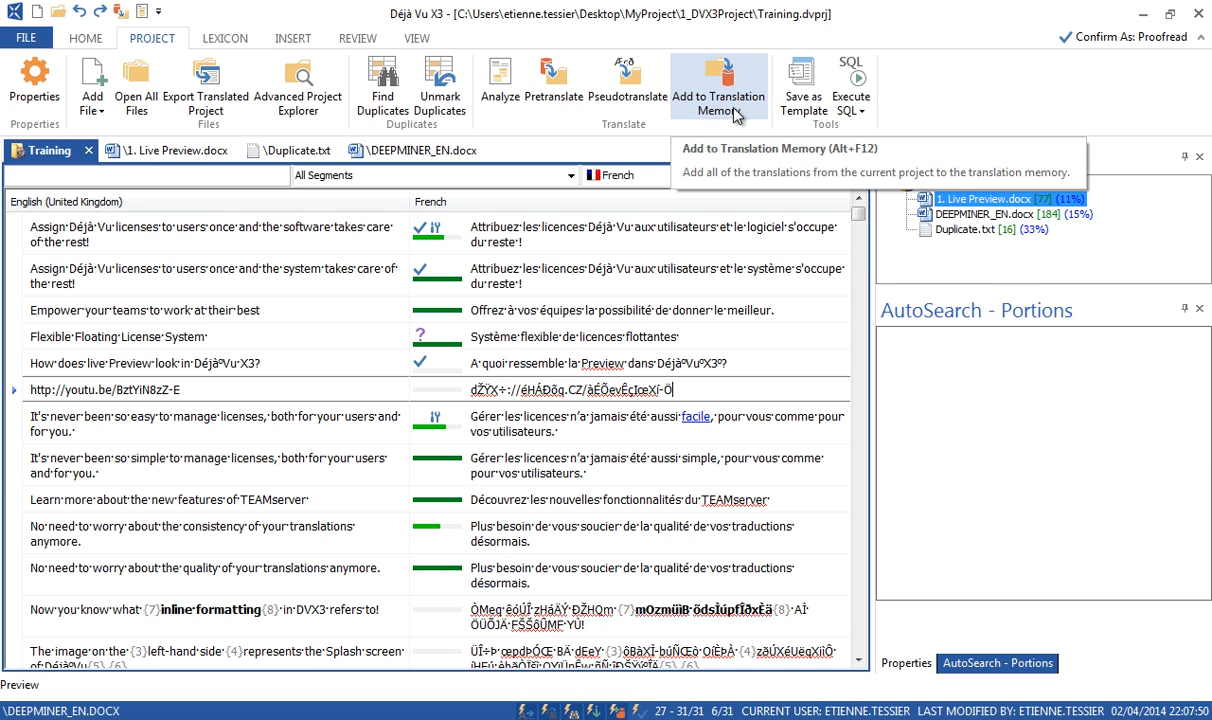 Déjà Vu X3 - [C:\Users\etienne.tessier\Desktop\MyProject\1_DVX3Project\Training.dvprj]
FILE HOME PROJECT LEXICON INSERT REVIEW VIEW Confirm As: Proofread
Properties Add File Open All Files Export Translated Project Advanced Project Explorer Find Duplicates Unmark Duplicates Analyze Pretranslate Pseudotranslate Add to Translation Memory Save as Template SQL Execute SQL
Properties Files Duplicates Translate Tools
Training \1. Live Preview.docx \Duplicate.txt \DEEPMINER_EN.docx
Add to Translation Memory (Alt+F12)
Add all of the translations from the current project to the translation memory.
All Segments French
1. Live Preview.docx [77] (11%)
DEEPMINER_EN.docx [184] (15%)
Duplicate.txt [16] (33%)
English (United Kingdom) French
Assign·Déjà·Vu·licenses·to·users·once·and·the·software·takes·care· Attribuez·les·licences·Déjà·Vu·aux·utilisateurs·et·le·logiciel·s'occupe·
of·the·rest! du·reste·!
Assign·Déjà·Vu·licenses·to·users·once·and·the·system·takes·care·of· Attribuez·les·licences·Déjà·Vu·aux·utilisateurs·et·le·système·s'occupe·
the·rest! du·reste·!
Empower·your·teams·to·work·at·their·best Offrez·à·vos·équipes·la·possibilité·de·donner·le·meilleur.
Flexible·Floating·License·System· Système·flexible·de·licences·flottantes·
How·does·live·Preview·look·in·DéjàºVu·X3? A·quoi·ressemble·la·Preview·dans·DéjàºVuºX3º?
http://youtu.be/BztYiN8zZ-E
It's·never·been·so·easy·to·manage·licenses,·both·for·your·users·and· Gérer·les·licences·n'a·jamais·été·aussi·facile,·pour·vous·comme·pour·
for·you.· vos·utilisateurs.·
It's·never·been·so·simple·to·manage·licenses,·both·for·your·users· Gérer·les·licences·n'a·jamais·été·aussi·simple,·pour·vous·comme·
and·for·you.· pour·vos·utilisateurs.·
Learn·more·about·the·new·features·of·TEAMserver· Découvrez·les·nouvelles·fonctionnalités·du·TEAMserver·
No·need·to·worry·about·the·consistency·of·your·translations· Plus·besoin·de·vous·soucier·de·la·qualité·de·vos·traductions·
anymore. désormais.
No·need·to·worry·about·the·quality·of·your·translations·anymore. Plus·besoin·de·vous·soucier·de·la·qualité·de·vos·traductions·
désormais.
Now·you·know·what·{7}inline·formatting{8}·in·DVX3·refers·to!
The·image·on·the·{3}left-hand·side·{4}represents·the·Splash·screen·
AutoSearch - Portions
Properties AutoSearch - Portions
Preview
\DEEPMINER_EN.DOCX 27 - 31/31 6/31 CURRENT USER: ETIENNE.TESSIER LAST MODIFIED BY: ETIENNE.TESSIER 02/04/2014 22:07:50